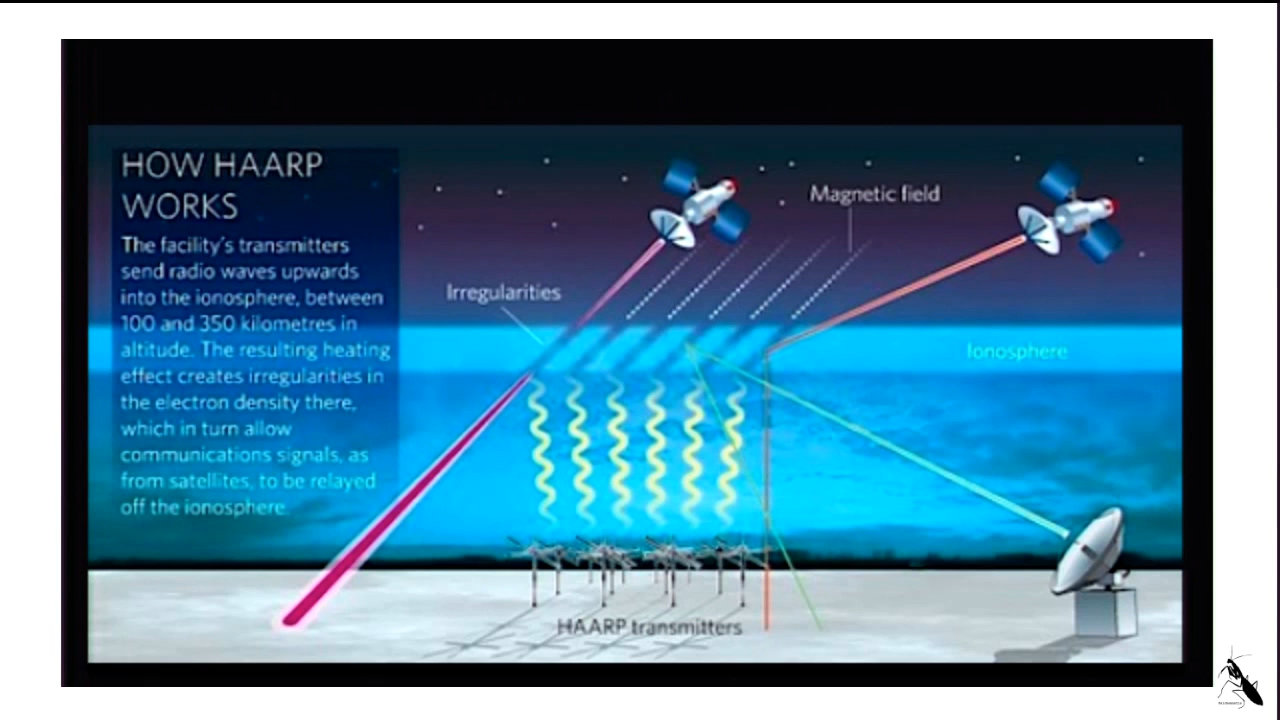 HOW HAARP
WORKS
The facility's transmitters
send radio waves upwards
into the ionosphere, between
100 and 350 kilometres in
altitude. The resulting heating
effect creates irregularities in
the electron density there,
which in turn allow
communications signals, as
from satellites, to be relayed
off the ionosphere.
Magnetic field
Irregularities
Ionosphere
HAARP transmitters